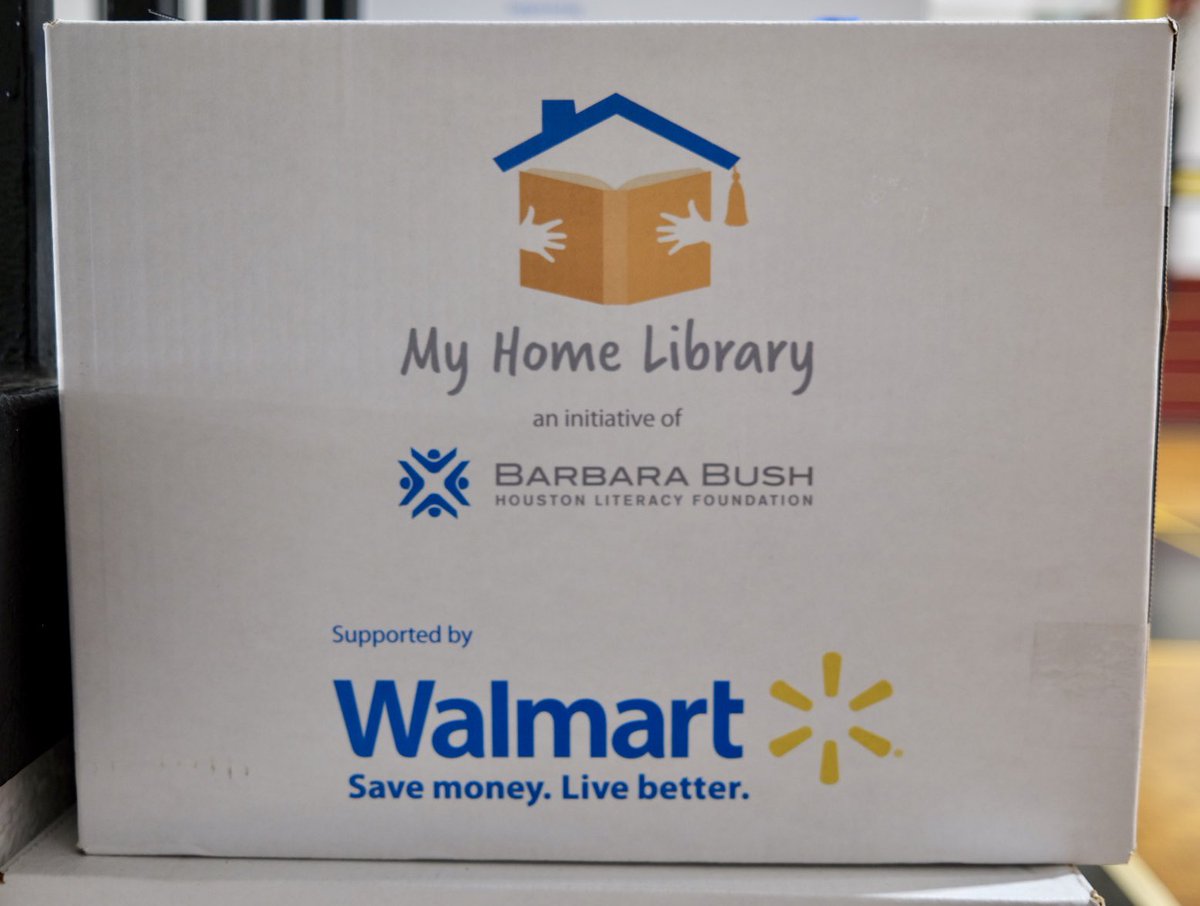 My Home Library
an initiative of
BARBARA BUSH
HOUSTON LITERACY FOUNDATION
Supported by
Walmart
Save money. Live better.